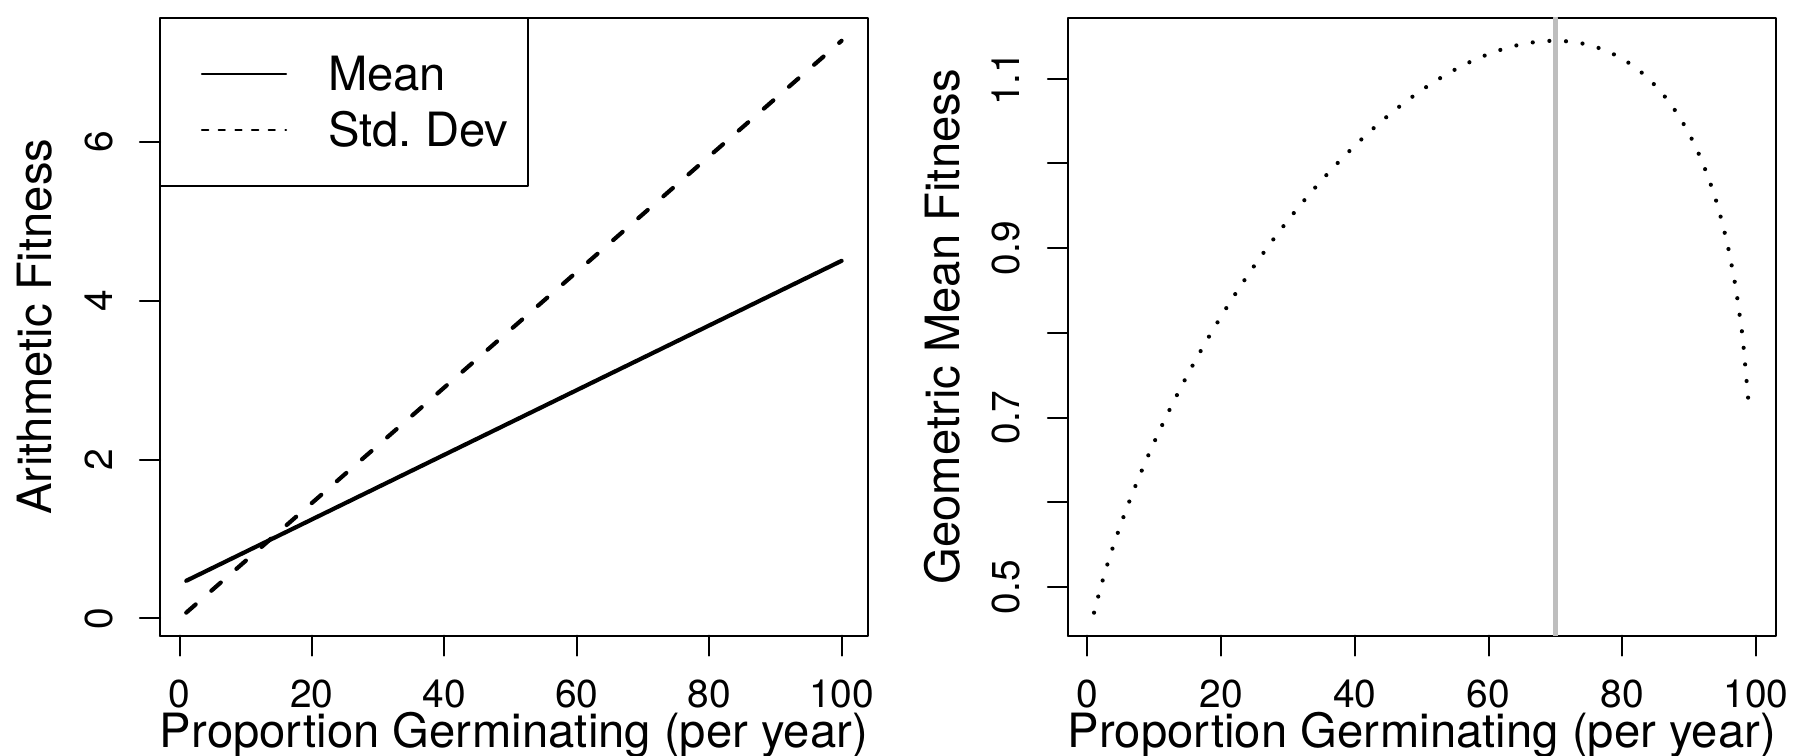 Mean
Std. Dev
Arithmetic Fitness
0
2
4
6
0 20 40 60 80 100
Proportion Germinating (per year)
Geometric Mean Fitness
0.5
0.7
0.9
1.1
0 20 40 60 80 100
Proportion Germinating (per year)